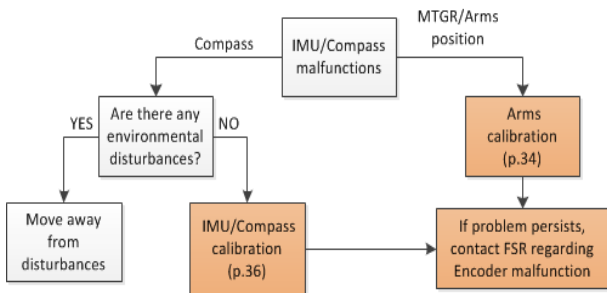 MTGR/Arms
position
Compass
IMU/Compass
malfunctions
Are there any
environmental
disturbances?
YES
NO
Arms
calibration
(p.34)
Move away
from
disturbances
IMU/Compass
calibration
(p.36)
If problem persists,
contact FSR regarding
Encoder malfunction